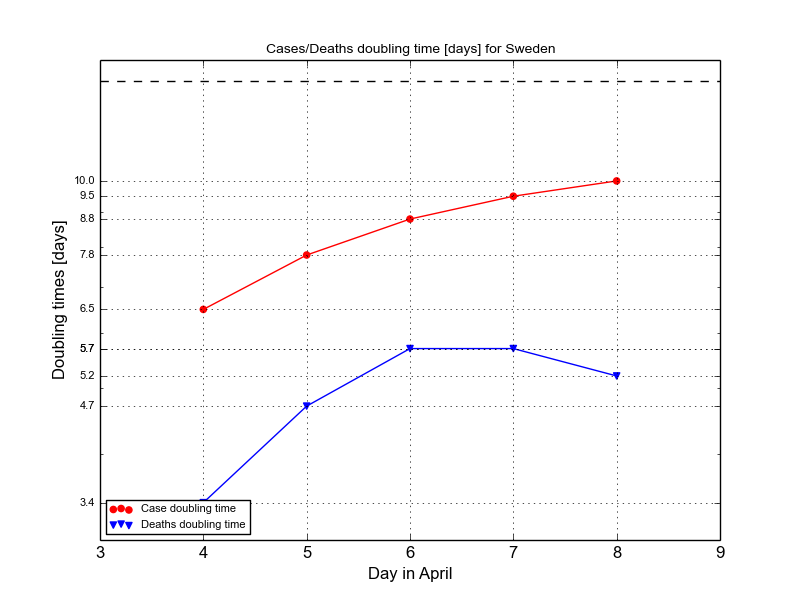 Cases/Deaths doubling time [days] for Sweden
Doubling times [days]
10.0
9.5
8.8
7.8
6.5
5.7
5.2
4.7
3.4
Case doubling time
Deaths doubling time
3 4 5 6 7 8 9
Day in April